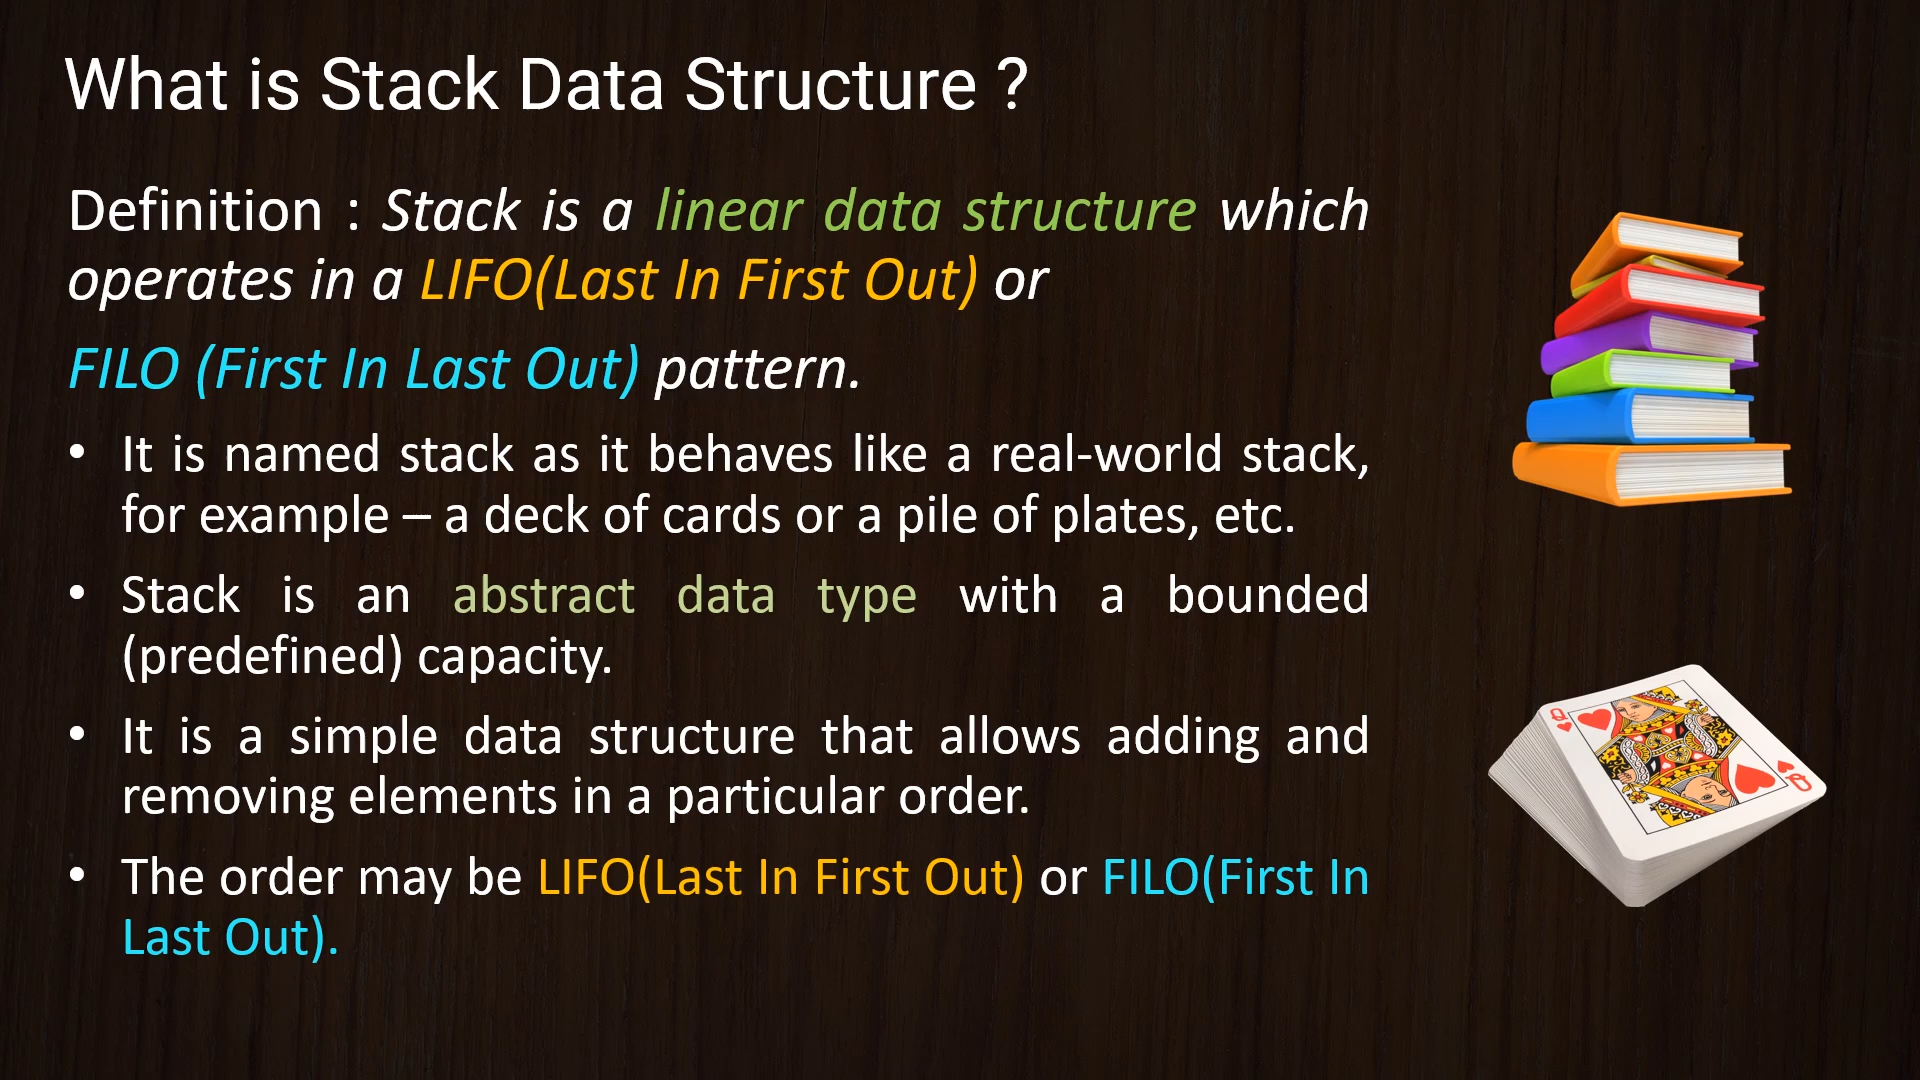 What is Stack Data Structure ?
Definition : Stack is a linear data structure which
operates in a LIFO(Last In First Out) or
FILO (First In Last Out) pattern.
• It is named stack as it behaves like a real-world stack,
for example – a deck of cards or a pile of plates, etc.
• Stack is an abstract data type with a bounded
(predefined) capacity.
• It is a simple data structure that allows adding and
removing elements in a particular order.
• The order may be LIFO(Last In First Out) or FILO(First In
Last Out).
Q
Q